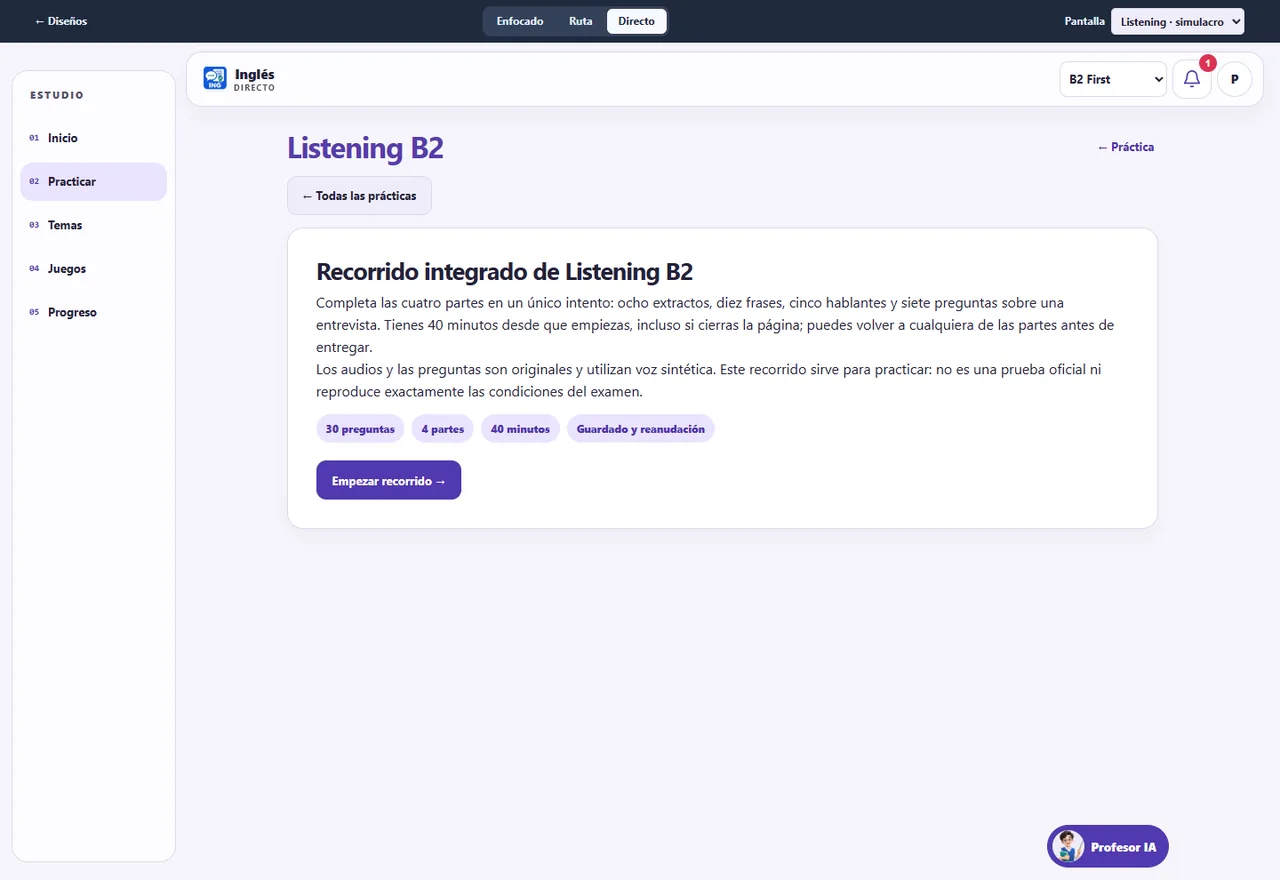 ← Diseños
Enfocado
Ruta
Directo
Pantalla
Listening · simulacro
ESTUDIO
01 Inicio
02 Practicar
03 Temas
04 Juegos
05 Progreso
ING
Inglés
DIRECTO
B2 First
1
P
Listening B2
← Práctica
← Todas las prácticas
Recorrido integrado de Listening B2
Completa las cuatro partes en un único intento: ocho extractos, diez frases, cinco hablantes y siete preguntas sobre una
entrevista. Tienes 40 minutos desde que empiezas, incluso si cierras la página; puedes volver a cualquiera de las partes antes de
entregar.
Los audios y las preguntas son originales y utilizan voz sintética. Este recorrido sirve para practicar: no es una prueba oficial ni
reproduce exactamente las condiciones del examen.
30 preguntas
4 partes
40 minutos
Guardado y reanudación
Empezar recorrido →
Profesor IA